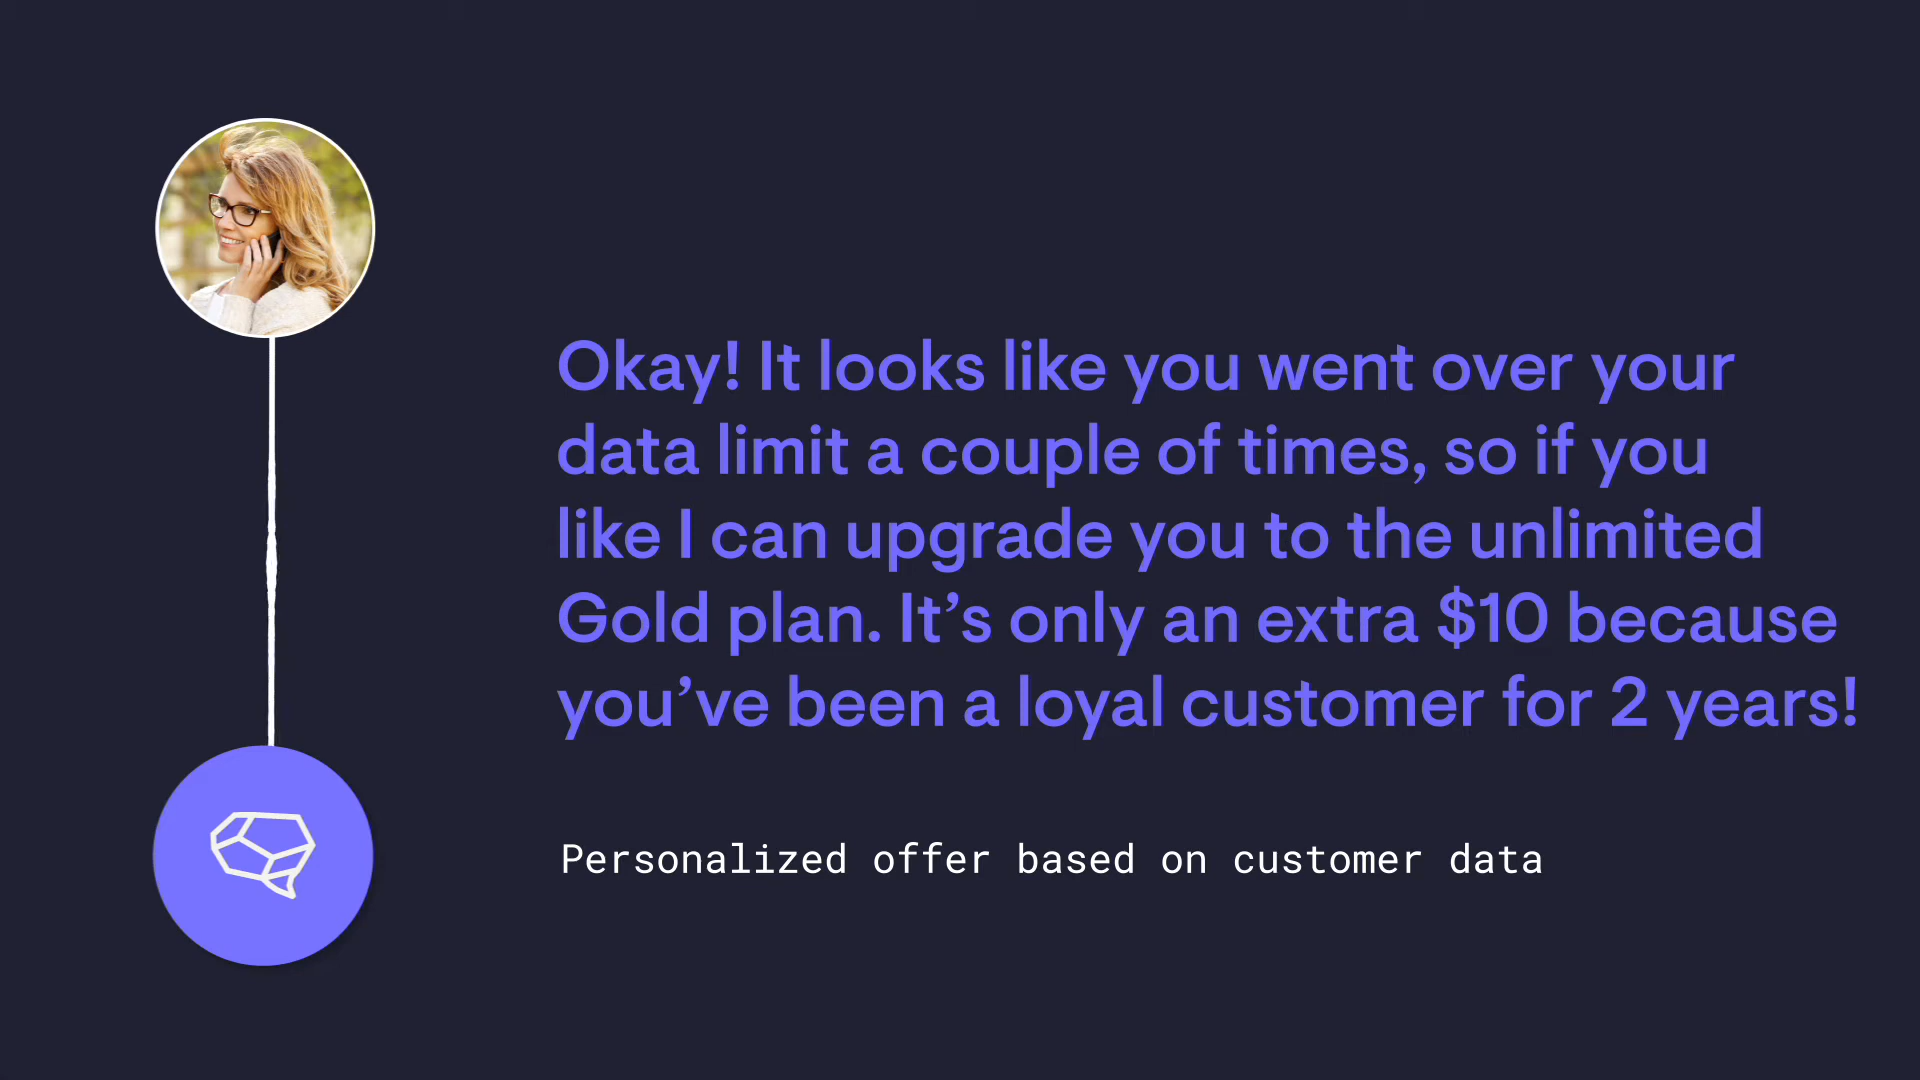 Okay! It looks like you went over your
data limit a couple of times, so if you
like I can upgrade you to the unlimited
Gold plan. It’s only an extra $10 because
you’ve been a loyal customer for 2 years!
Personalized offer based on customer data